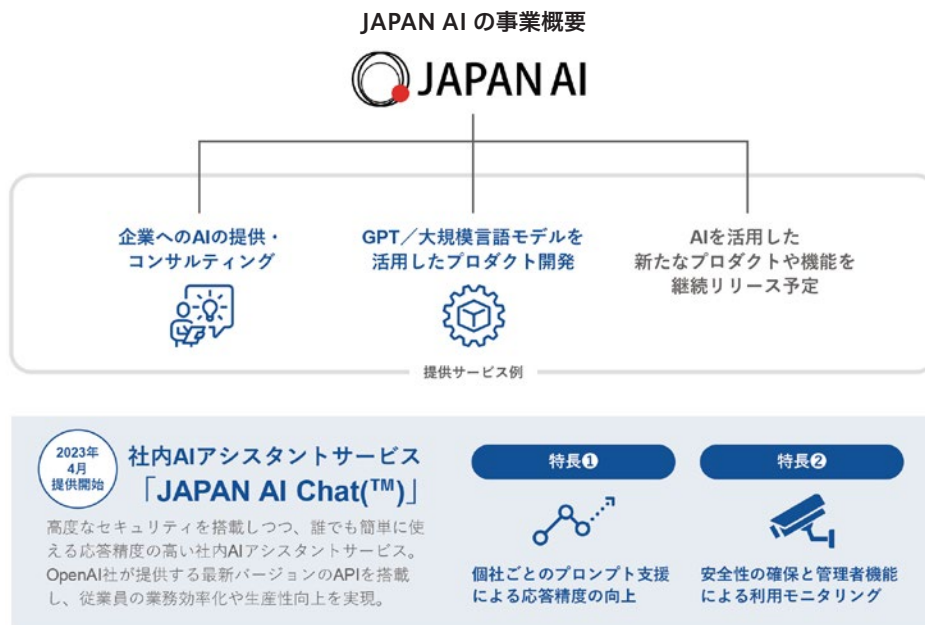 JAPAN AI の事業概要
JAPAN AI
企業へのAIの提供・
コンサルティング
GPT／大規模言語モデルを
活用したプロダクト開発
AIを活用した
新たなプロダクトや機能を
継続リリース予定
提供サービス例
2023年
4月
提供開始
社内AIアシスタントサービス
「JAPAN AI Chat(™)」
高度なセキュリティを搭載しつつ、誰でも簡単に使
える応答精度の高い社内AIアシスタントサービス。
OpenAI社が提供する最新バージョンのAPIを搭載
し、従業員の業務効率化や生産性向上を実現。
特長❶
個社ごとのプロンプト支援
による応答精度の向上
特長❷
安全性の確保と管理者機能
による利用モニタリング